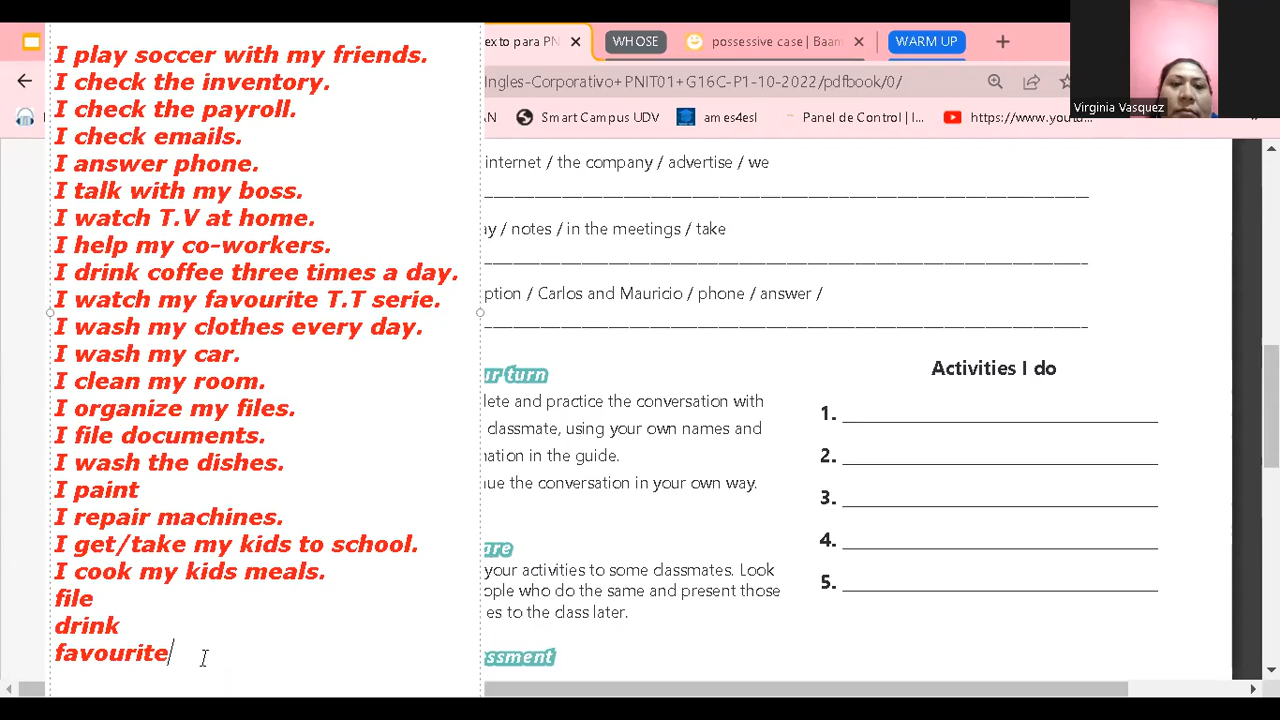 exto para PN
WHOSE
possessive case | Baam
WARM UP
ngles-Corporativo+PNIT01+G16C-P1-10-2022/pdfbook/0/
AN
Smart Campus UDV
ames4esl
Panel de Control | I...
https://www.youtu
Virginia Vasquez
I play soccer with my friends.
I check the inventory.
I check the payroll.
I check emails.
I answer phone.
I talk with my boss.
I watch T.V at home.
I help my co-workers.
I drink coffee three times a day.
I watch my favourite T.T serie.
I wash my clothes every day.
I wash my car.
I clean my room.
I organize my files.
I file documents.
I wash the dishes.
I paint
I repair machines.
I get/take my kids to school.
I cook my kids meals.
file
drink
favourite/
internet / the company / advertise / we
ay / notes / in the meetings / take
ption / Carlos and Mauricio / phone / answer /
ur turn
lete and practice the conversation with
classmate, using your own names and
nation in the guide.
nue the conversation in your own way.
are
your activities to some classmates. Look
ople who do the same and present those
es to the class later.
ssment
Activities I do
1.
2.
3.
4.
5.